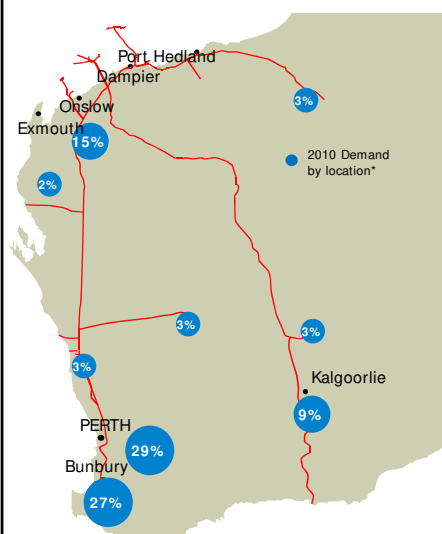 Port Hedland
Dampier
3%
Onslow
Exmouth
15%
2010 Demand
by location*
2%
3%
3%
3%
Kalgoorlie
9%
PERTH
29%
Bunbury
27%